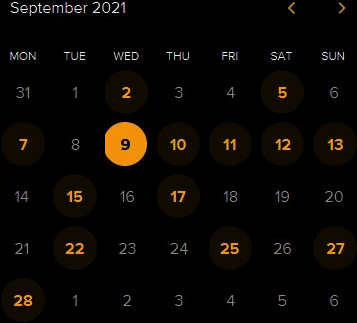 September 2021
MON TUE WED THU FRI SAT SUN
31 1 2 3 4 5 6
7 8 9 10 11 12 13
14 15 16 17 18 19 20
21 22 23 24 25 26 27
28 1 2 3 4 5 6